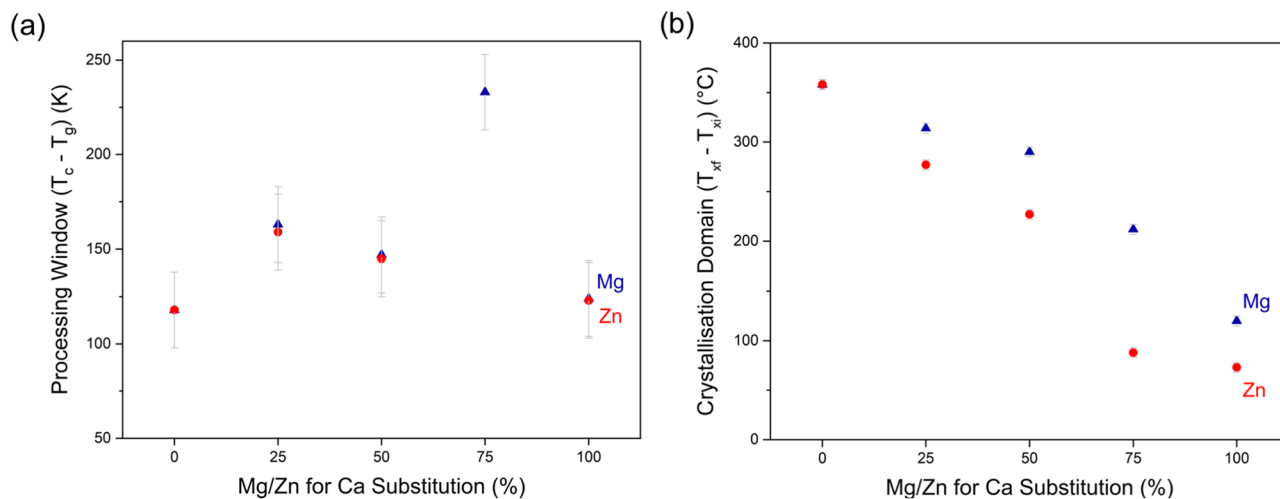 (a)
250
200
150
100
50
0
25
50
75
100
Processing Window (Tc - Tg) (K)
Mg/Zn for Ca Substitution (%)
Mg
Zn
(b)
400
300
200
100
0
0
25
50
75
100
Crystallisation Domain (Txf - Txi) (°C)
Mg/Zn for Ca Substitution (%)
Mg
Zn